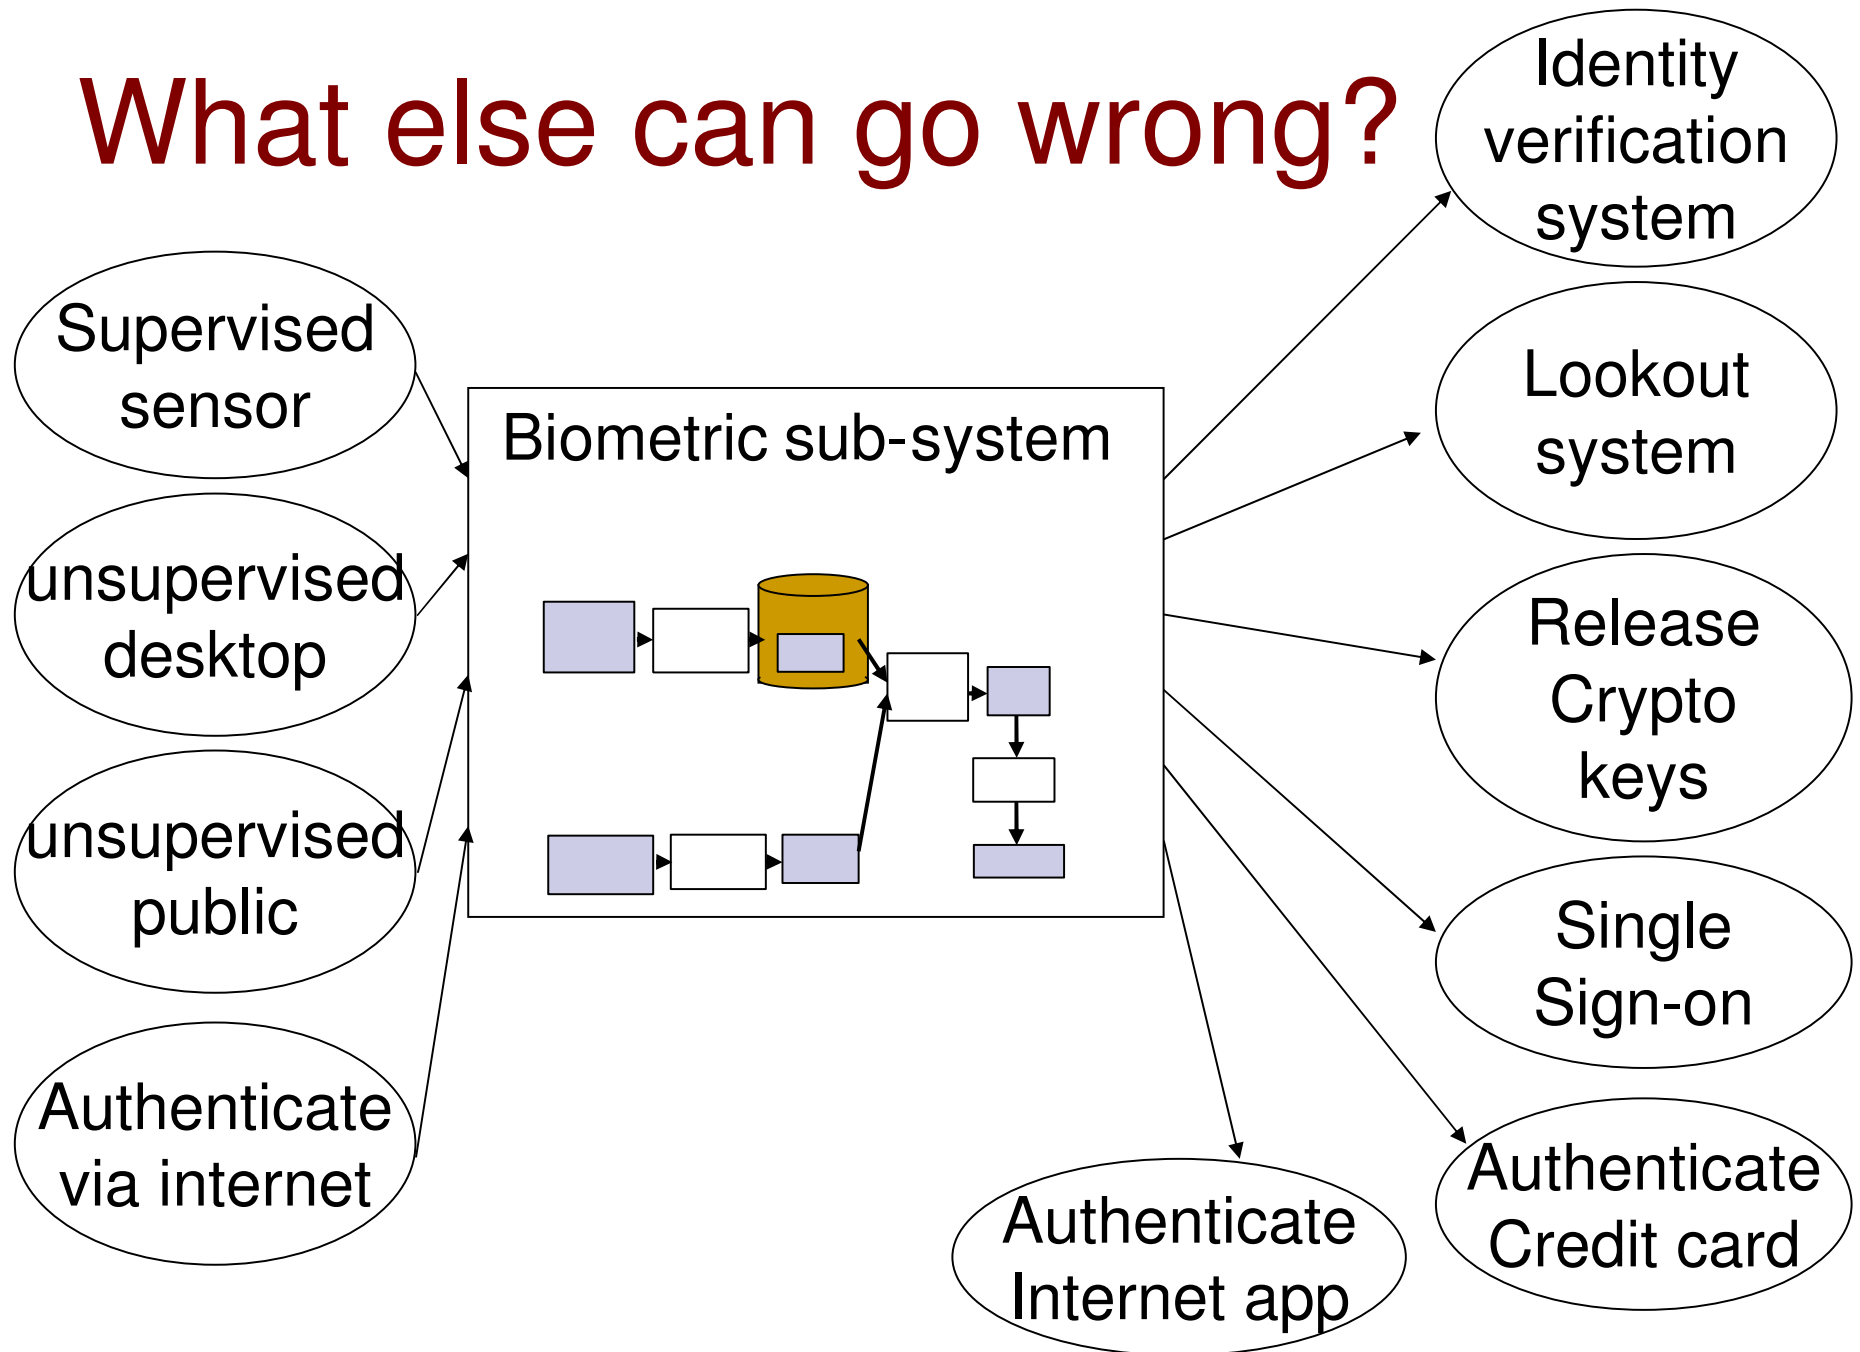 What else can go wrong?
Supervised
sensor
unsupervised
desktop
unsupervised
public
Authenticate
via internet
Biometric sub-system
Identity
verification
system
Lookout
system
Release
Crypto
keys
Single
Sign-on
Authenticate
Credit card
Authenticate
Internet app